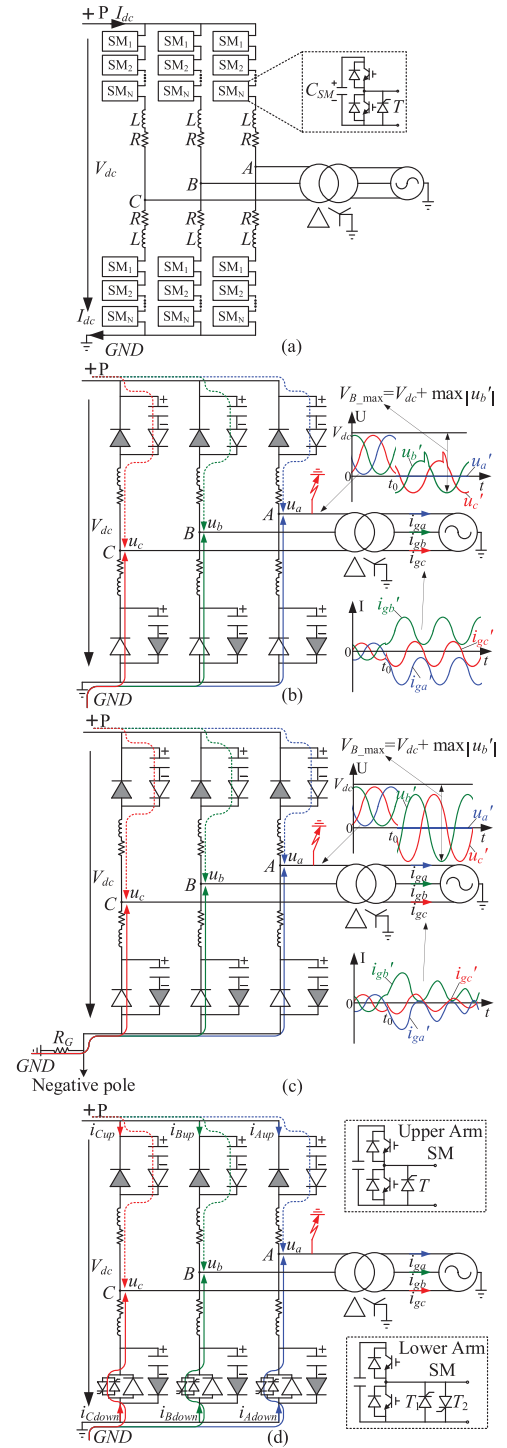 +P I_dc
SM_1 SM_1 SM_1
SM_2 SM_2 SM_2
SM_N SM_N SM_N
C_SM + − T
L L L
R R R
V_dc
A
B
C
R R R
L L L
SM_1 SM_1 SM_1
SM_2 SM_2 SM_2
SM_N SM_N SM_N
I_dc
GND
(a)
+P
V_B_max=V_dc+ max|u_b'|
U
V_dc
u_b' u_a'
0 t_0 t
u_c'
+ + +
− − −
V_dc
A u_a
B u_b
C u_c
i_ga
i_gb
i_gc
I
i_gb' i_gc'
0 t_0 t
i_ga'
+ + +
− − −
GND
(b)
+P
V_B_max=V_dc+ max|u_b'|
U
V_dc
u_b' u_a'
0 t_0 t
u_c'
+ + +
− − −
V_dc
A u_a
B u_b
C u_c
i_ga
i_gb
i_gc
I
i_gb' i_gc'
0 t_0 t
i_ga'
+ + +
− − −
R_G
GND
Negative pole
(c)
+P
i_Cup i_Bup i_Aup
+ + +
− − −
Upper Arm
SM
T
V_dc
A u_a
B u_b
C u_c
i_ga
i_gb
i_gc
+ + +
− − −
Lower Arm
SM
T_1 T_2
i_Cdown i_Bdown i_Adown
GND
(d)